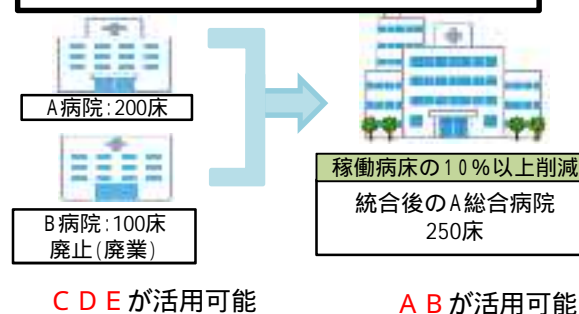 A病院:200床
B病院:100床
廃止(廃業)
CDEが活用可能
稼働病床の10%以上削減
統合後のA総合病院
250床
ABが活用可能